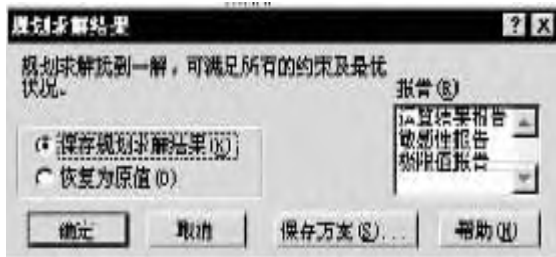 规划求解结果
规划求解找到一解，可满足所有的约束及最优
状况。
报告(R)
运算结果报告
敏感性报告
极限值报告
保存规划求解结果(K)
恢复为原值(O)
确定
取消
保存方案(S)...
帮助(H)